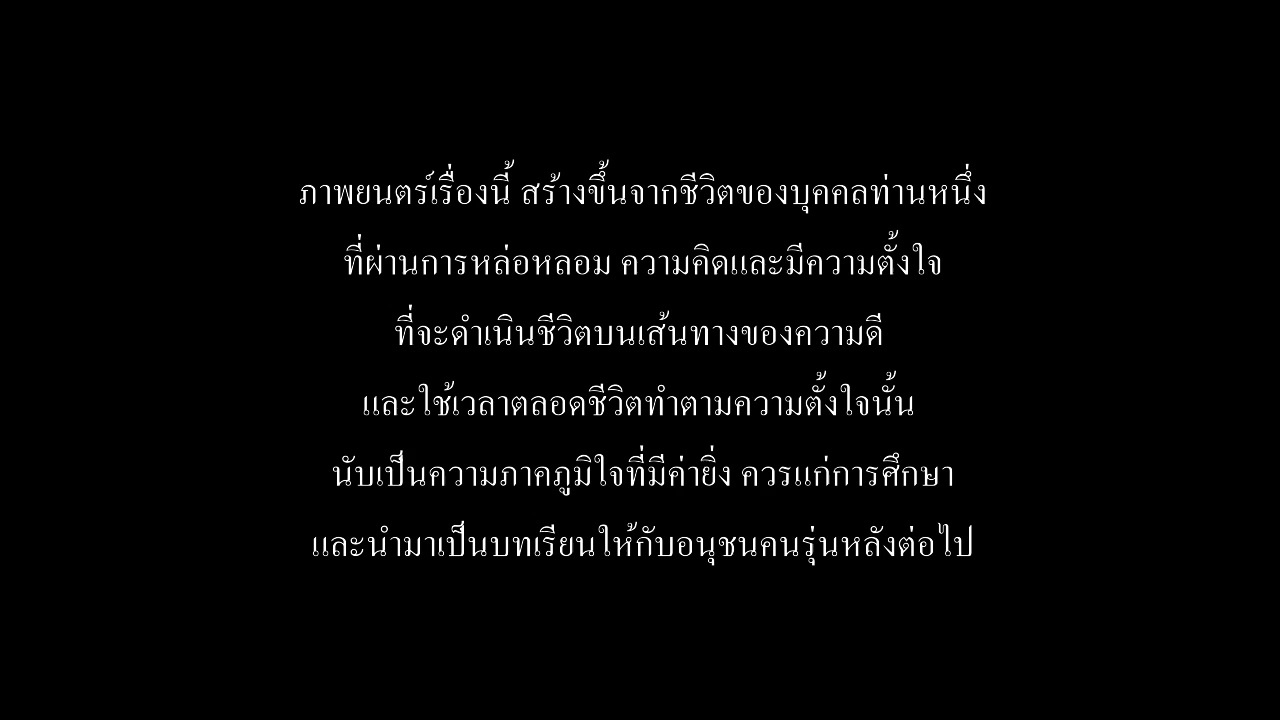 ภาพยนตร์เรื่องนี้ สร้างขึ้นจากชีวิตของบุคคลท่านหนึ่ง
ที่ผ่านการหล่อหลอม ความคิดและมีความตั้งใจ
ที่จะดำเนินชีวิตบนเส้นทางของความดี
และใช้เวลาตลอดชีวิตทำตามความตั้งใจนั้น
นับเป็นความภาคภูมิใจที่มีค่ายิ่ง ควรแก่การศึกษา
และนำมาเป็นบทเรียนให้กับอนุชนคนรุ่นหลังต่อไป